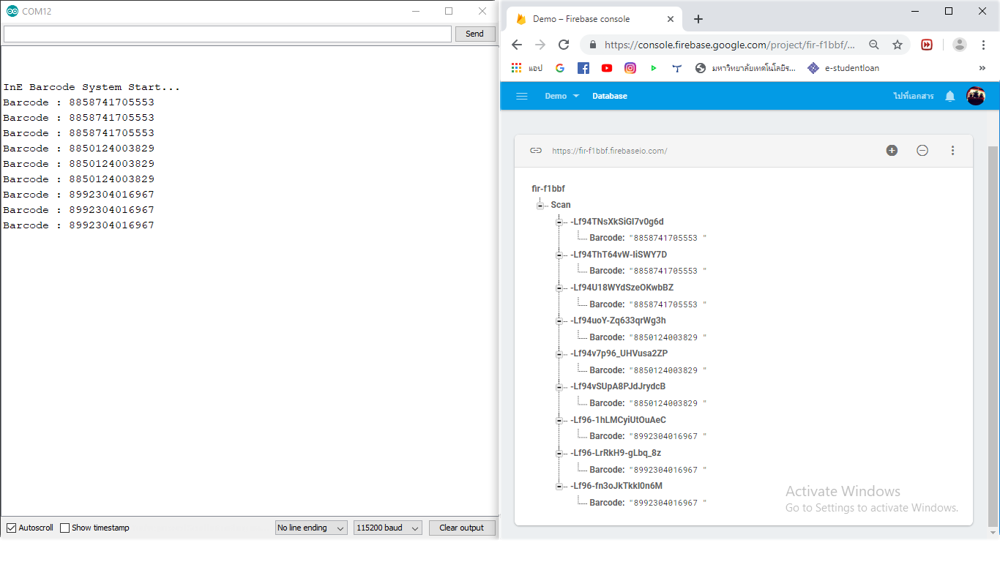 COM12
Send
InE Barcode System Start...
Barcode : 8858741705553
Barcode : 8858741705553
Barcode : 8858741705553
Barcode : 8850124003829
Barcode : 8850124003829
Barcode : 8850124003829
Barcode : 8992304016967
Barcode : 8992304016967
Barcode : 8992304016967
Autoscroll Show timestamp No line ending 115200 baud Clear output
Demo – Firebase console
https://console.firebase.google.com/project/fir-f1bbf/...
แอป มหาวิทยาลัยเทคโนโลยีร... e-studentloan »
Demo Database ไปที่เอกสาร
https://fir-f1bbf.firebaseio.com/
fir-f1bbf
Scan
-Lf94TNsXkSiGI7v0g6d
Barcode: "8858741705553 "
-Lf94ThT64vW-IiSWY7D
Barcode: "8858741705553 "
-Lf94U18WYdSzeOKwbBZ
Barcode: "8858741705553 "
-Lf94uoY-Zq633qrWg3h
Barcode: "8850124003829 "
-Lf94v7p96_UHVusa2ZP
Barcode: "8850124003829 "
-Lf94vSUpA8PJdJrydcB
Barcode: "8850124003829 "
-Lf96-1hLMCyiUtOuAeC
Barcode: "8992304016967 "
-Lf96-LrRkH9-gLbq_8z
Barcode: "8992304016967 "
-Lf96-fn3oJkTkkI0n6M
Barcode: "8992304016967 "
Activate Windows
Go to Settings to activate Windows.